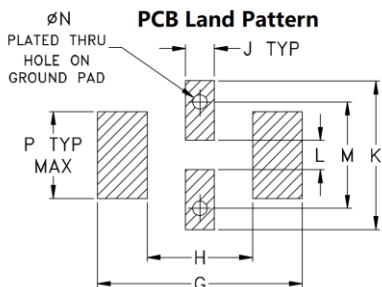 PCB Land Pattern
øN
PLATED THRU
HOLE ON
GROUND PAD
J TYP
P TYP
MAX
L
M
K
H
G